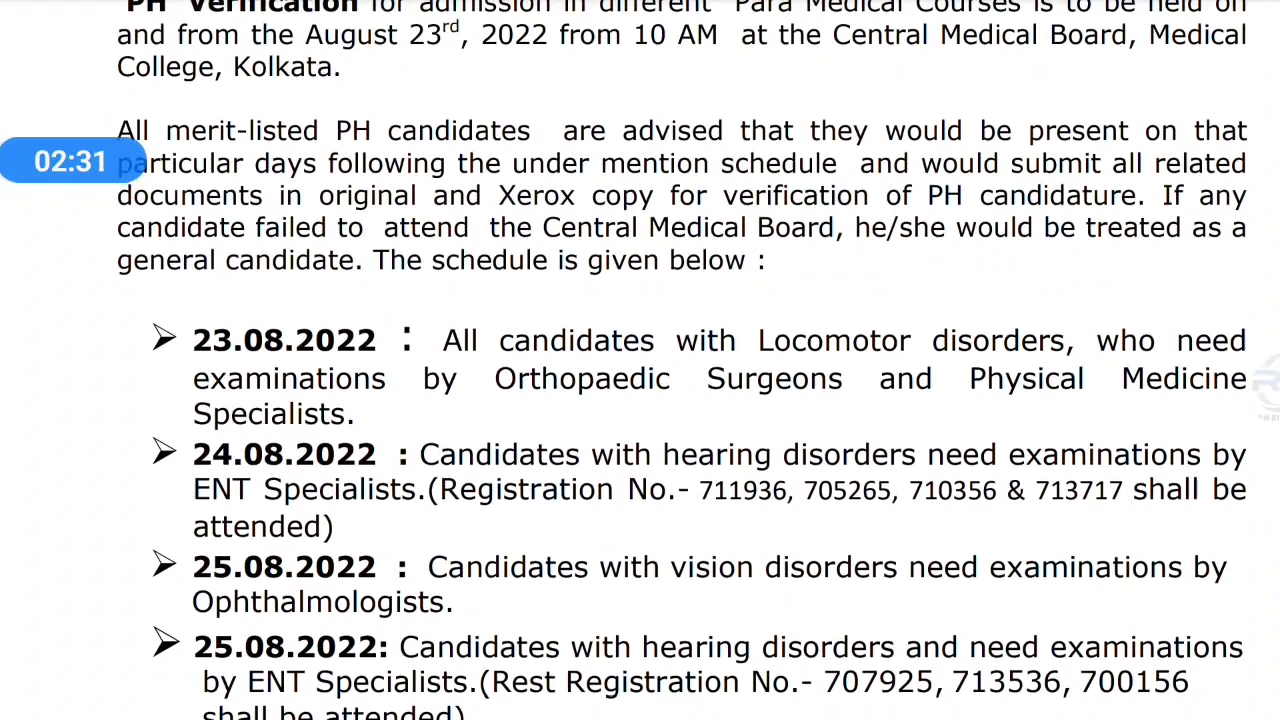 "PH Verification for admission in different Para Medical Courses is to be held on
and from the August 23rd, 2022 from 10 AM at the Central Medical Board, Medical
College, Kolkata.
All merit-listed PH candidates are advised that they would be present on that
02:31
particular days following the under mention schedule and would submit all related
documents in original and Xerox copy for verification of PH candidature. If any
candidate failed to attend the Central Medical Board, he/she would be treated as a
general candidate. The schedule is given below :
➢ 23.08.2022 : All candidates with Locomotor disorders, who need
examinations by Orthopaedic Surgeons and Physical Medicine
Specialists.
➢ 24.08.2022 : Candidates with hearing disorders need examinations by
ENT Specialists.(Registration No.- 711936, 705265, 710356 & 713717 shall be
attended)
➢ 25.08.2022 : Candidates with vision disorders need examinations by
Ophthalmologists.
➢ 25.08.2022: Candidates with hearing disorders and need examinations
by ENT Specialists.(Rest Registration No.- 707925, 713536, 700156
shall be attended)